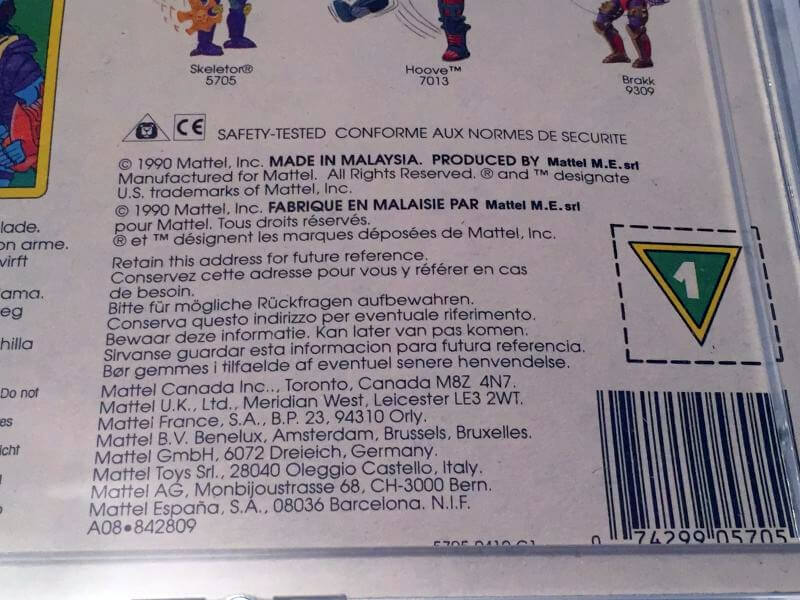 Skeletor®
5705
Hoove™
7013
Brakk
9309
CE SAFETY-TESTED CONFORME AUX NORMES DE SECURITE
© 1990 Mattel, Inc. MADE IN MALAYSIA. PRODUCED BY Mattel M.E. srl
Manufactured for Mattel. All Rights Reserved. ® and ™ designate
U.S. trademarks of Mattel, Inc.
© 1990 Mattel, Inc. FABRIQUE EN MALAISIE PAR Mattel M.E. srl
pour Mattel. Tous droits réservés.
® et ™ désignent les marques déposées de Mattel, Inc.
Retain this address for future reference.
Conservez cette adresse pour vous y référer en cas
de besoin.
Bitte für mögliche Rückfragen aufbewahren.
Conserva questo indirizzo per eventuale riferimento.
Bewaar deze informatie. Kan later van pas komen.
Sirvanse guardar esta informacion para futura referencia.
Bør gemmes i tilfaelde af eventuel senere henvendelse.
Mattel Canada Inc.., Toronto, Canada M8Z 4N7.
Mattel U.K., Ltd., Meridian West, Leicester LE3 2WT.
Mattel France, S.A., B.P. 23, 94310 Orly.
Mattel B.V. Benelux, Amsterdam, Brussels, Bruxelles.
Mattel GmbH, 6072 Dreieich, Germany.
Mattel Toys Srl., 28040 Oleggio Castello, Italy.
Mattel AG, Monbijoustrasse 68, CH-3000 Bern.
Mattel España, S.A., 08036 Barcelona. N.I.F.
A08•842809
lade.
on arme.
virft
ama.
eg
hilla
Do not
es
icht
1
0 74299 05705